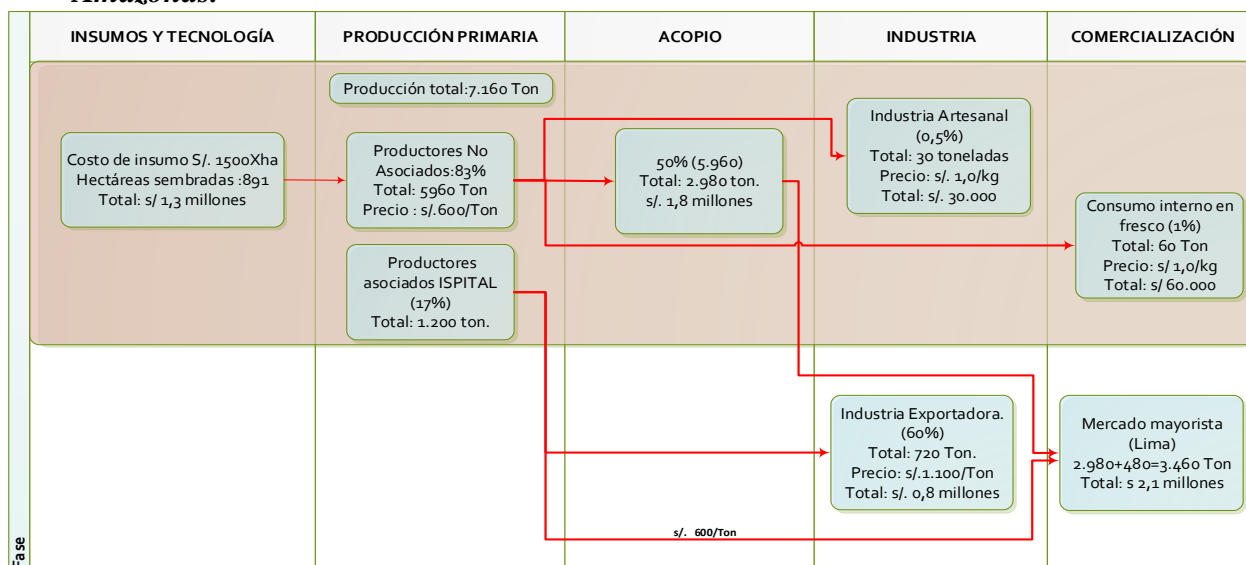 Amazonas.
INSUMOS Y TECNOLOGÍA
PRODUCCIÓN PRIMARIA
ACOPIO
INDUSTRIA
COMERCIALIZACIÓN
Producción total:7.160 Ton
Costo de insumo S/. 1500Xha
Hectáreas sembradas :891
Total: s/ 1,3 millones
Productores No
Asociados:83%
Total: 5960 Ton
Precio : s/.600/Ton
Productores
asociados ISPITAL
(17%)
Total: 1.200 ton.
50% (5.960)
Total: 2.980 ton.
s/. 1,8 millones
Industria Artesanal
(0,5%)
Total: 30 toneladas
Precio: s/. 1,0/kg
Total: s/. 30.000
Consumo interno en
fresco (1%)
Total: 60 Ton
Precio: s/ 1,0/kg
Total: s/ 60.000
Industria Exportadora.
(60%)
Total: 720 Ton.
Precio: s/.1.100/Ton
Total: s/. 0,8 millones
Mercado mayorista
(Lima)
2.980+480=3.460 Ton
Total: s 2,1 millones
s/. 600/Ton
Fase